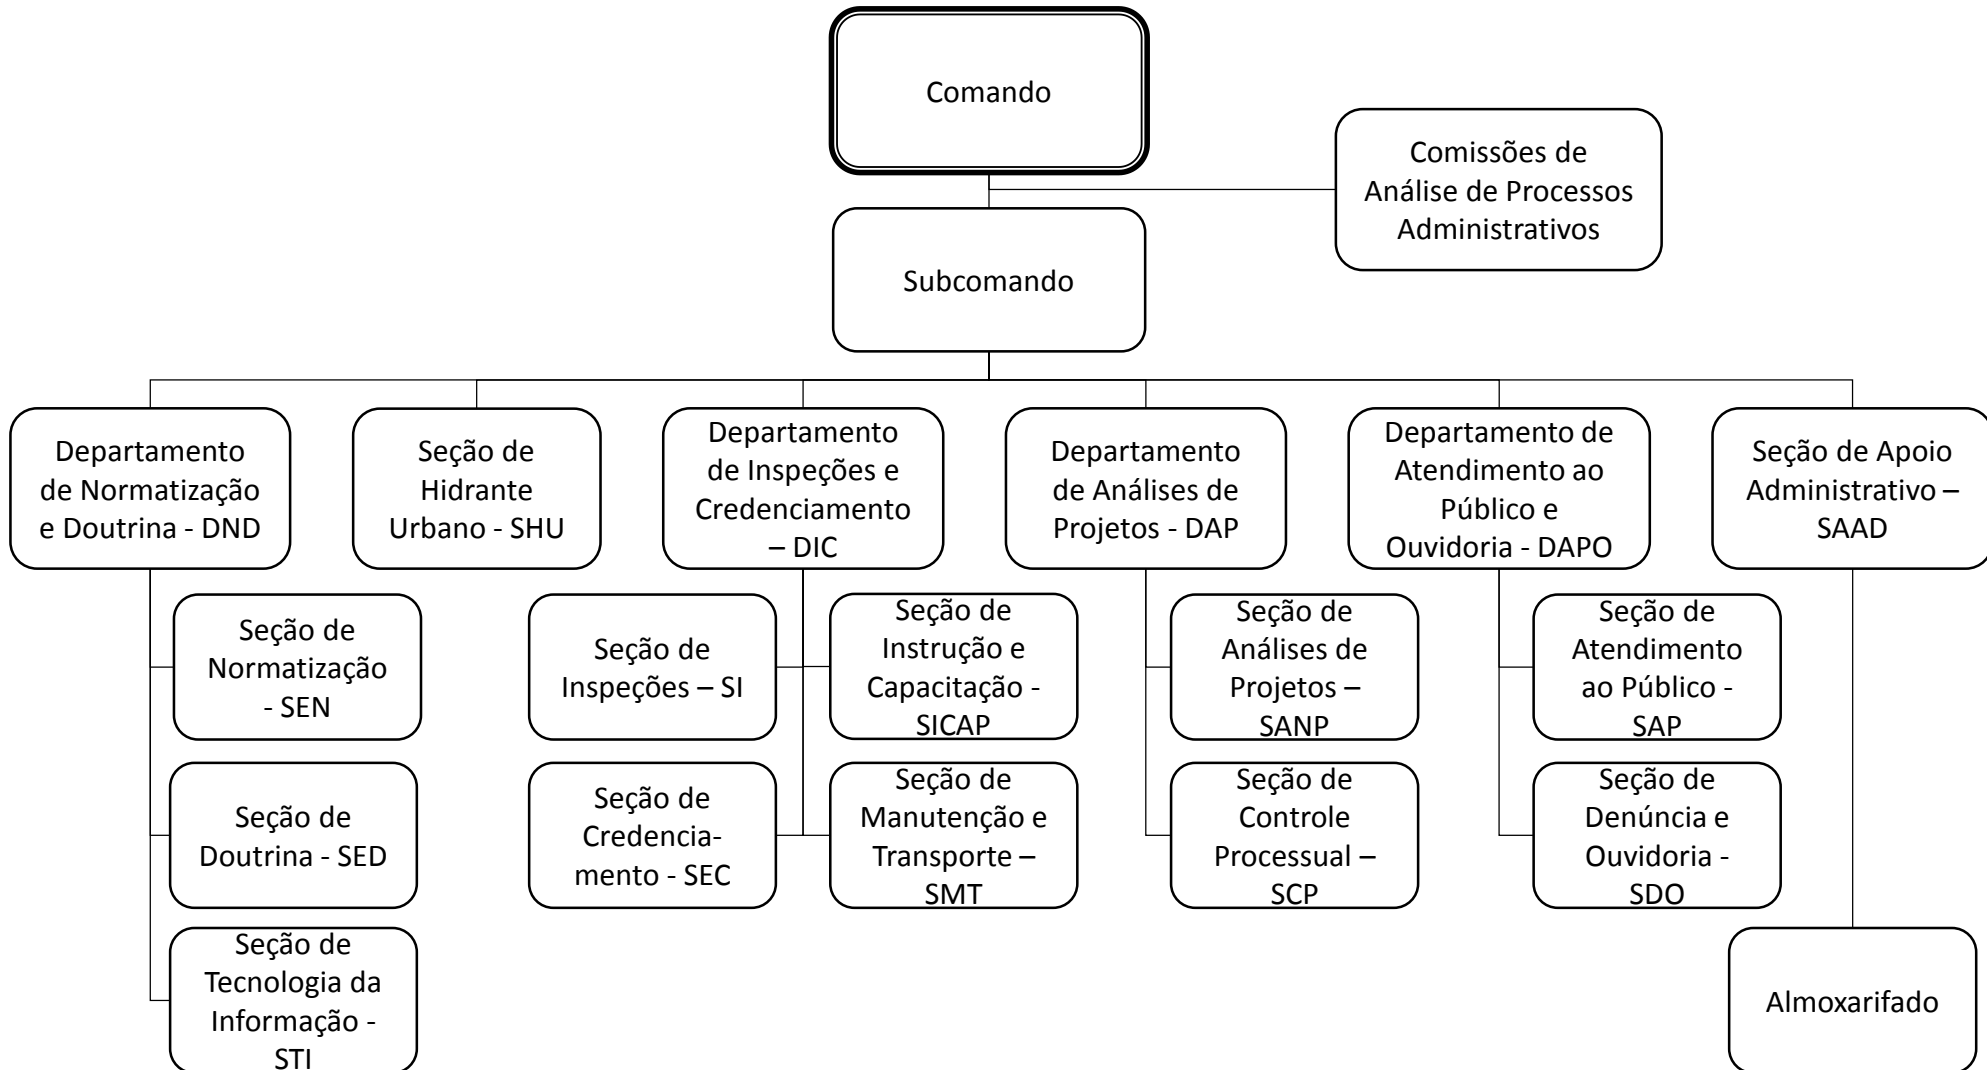 Comando
Comissões de
Análise de Processos
Administrativos
Subcomando
Departamento
de Normatização
e Doutrina - DND
Seção de
Hidrante
Urbano - SHU
Departamento
de Inspeções e
Credenciamento
– DIC
Departamento
de Análises de
Projetos - DAP
Departamento de
Atendimento ao
Público e
Ouvidoria - DAPO
Seção de Apoio
Administrativo –
SAAD
Seção de
Normatização
- SEN
Seção de
Inspeções – SI
Seção de
Instrução e
Capacitação -
SICAP
Seção de
Análises de
Projetos –
SANP
Seção de
Atendimento
ao Público -
SAP
Seção de
Doutrina - SED
Seção de
Credencia-
mento - SEC
Seção de
Manutenção e
Transporte –
SMT
Seção de
Controle
Processual –
SCP
Seção de
Denúncia e
Ouvidoria -
SDO
Seção de
Tecnologia da
Informação -
STI
Almoxarifado